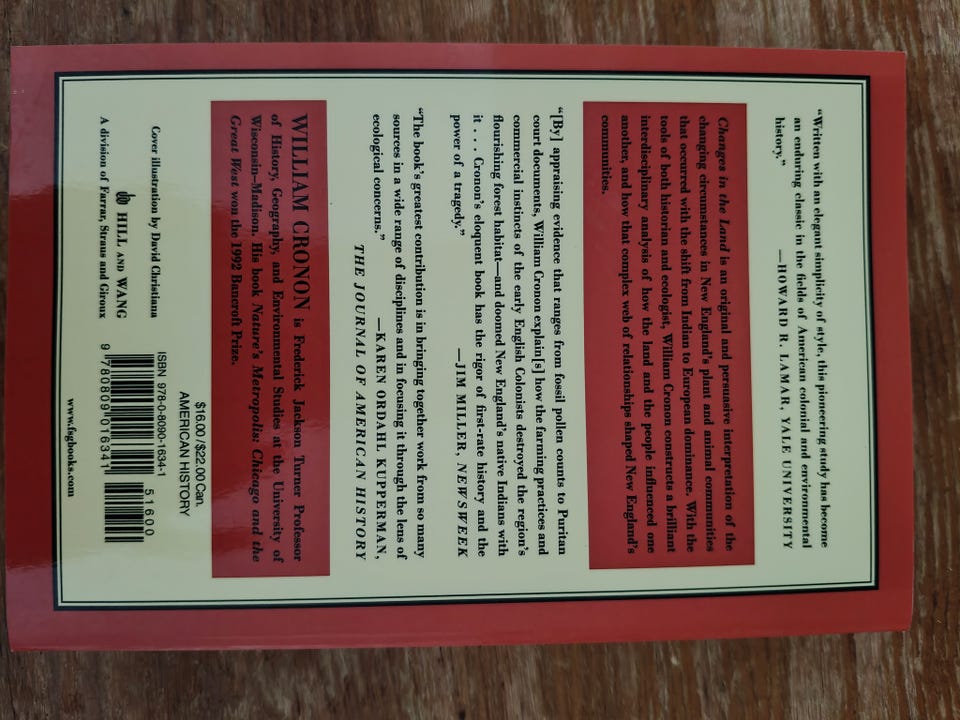 “Written with an elegant simplicity of style, this pioneering study has become
an enduring classic in the fields of American colonial and environmental
history.”
—HOWARD R. LAMAR, YALE UNIVERSITY
Changes in the Land is an original and persuasive interpretation of the
changing circumstances in New England's plant and animal communities
that occurred with the shift from Indian to European dominance. With the
tools of both historian and ecologist, William Cronon constructs a brilliant
interdisciplinary analysis of how the land and the people influenced one
another, and how that complex web of relationships shaped New England's
communities.
“[By] appraising evidence that ranges from fossil pollen counts to Puritan
court documents, William Cronon explain[s] how the farming practices and
commercial instincts of the early English Colonists destroyed the region's
flourishing forest habitat—and doomed New England's native Indians with
it . . . Cronon's eloquent book has the rigor of first-rate history and the
power of a tragedy.”
—JIM MILLER, NEWSWEEK
“The book's greatest contribution is in bringing together work from so many
sources in a wide range of disciplines and in focusing it through the lens of
ecological concerns.”
—KAREN ORDAHL KUPPERMAN,
THE JOURNAL OF AMERICAN HISTORY
WILLIAM CRONON is Frederick Jackson Turner Professor
of History, Geography, and Environmental Studies at the University of
Wisconsin–Madison. His book Nature's Metropolis: Chicago and the
Great West won the 1992 Bancroft Prize.
$16.00/$22.00 Can.
AMERICAN HISTORY
Cover illustration by David Christiana
HILL AND WANG
A division of Farrar, Straus and Giroux
ISBN 978-0-8090-1634-1
51600
9 780809 016341
www.fsgbooks.com